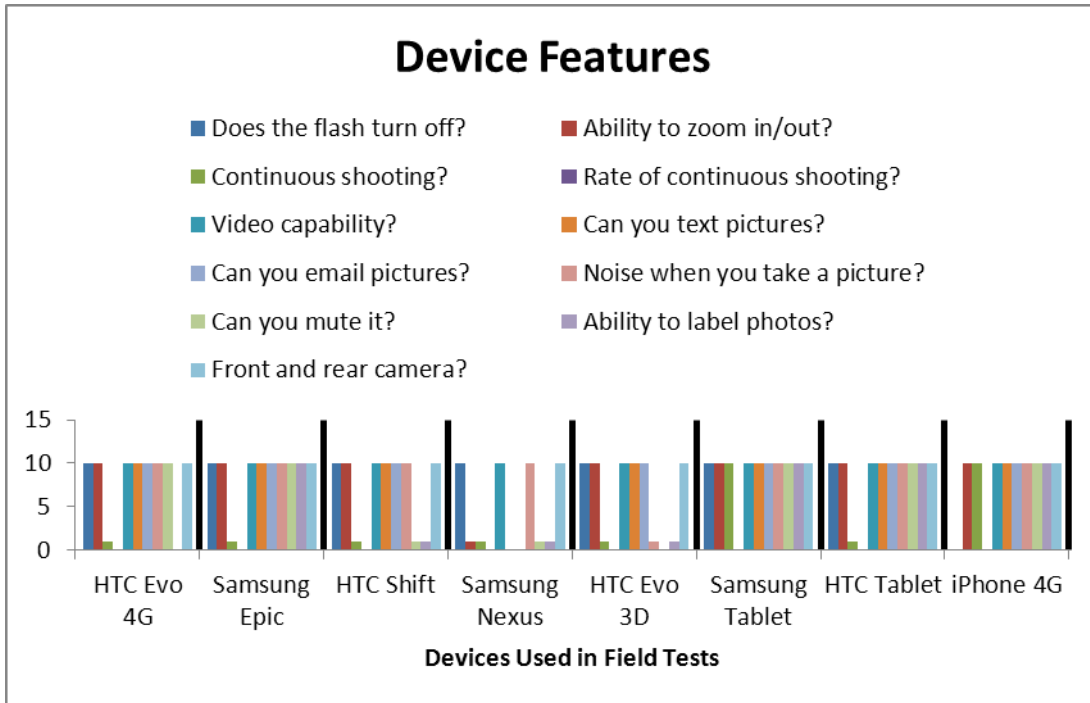 Device Features
Does the flash turn off?
Ability to zoom in/out?
Continuous shooting?
Rate of continuous shooting?
Video capability?
Can you text pictures?
Can you email pictures?
Noise when you take a picture?
Can you mute it?
Ability to label photos?
Front and rear camera?
15
10
5
0
HTC Evo
4G
Samsung
Epic
HTC Shift
Samsung
Nexus
HTC Evo
3D
Samsung
Tablet
HTC Tablet
iPhone 4G
Devices Used in Field Tests